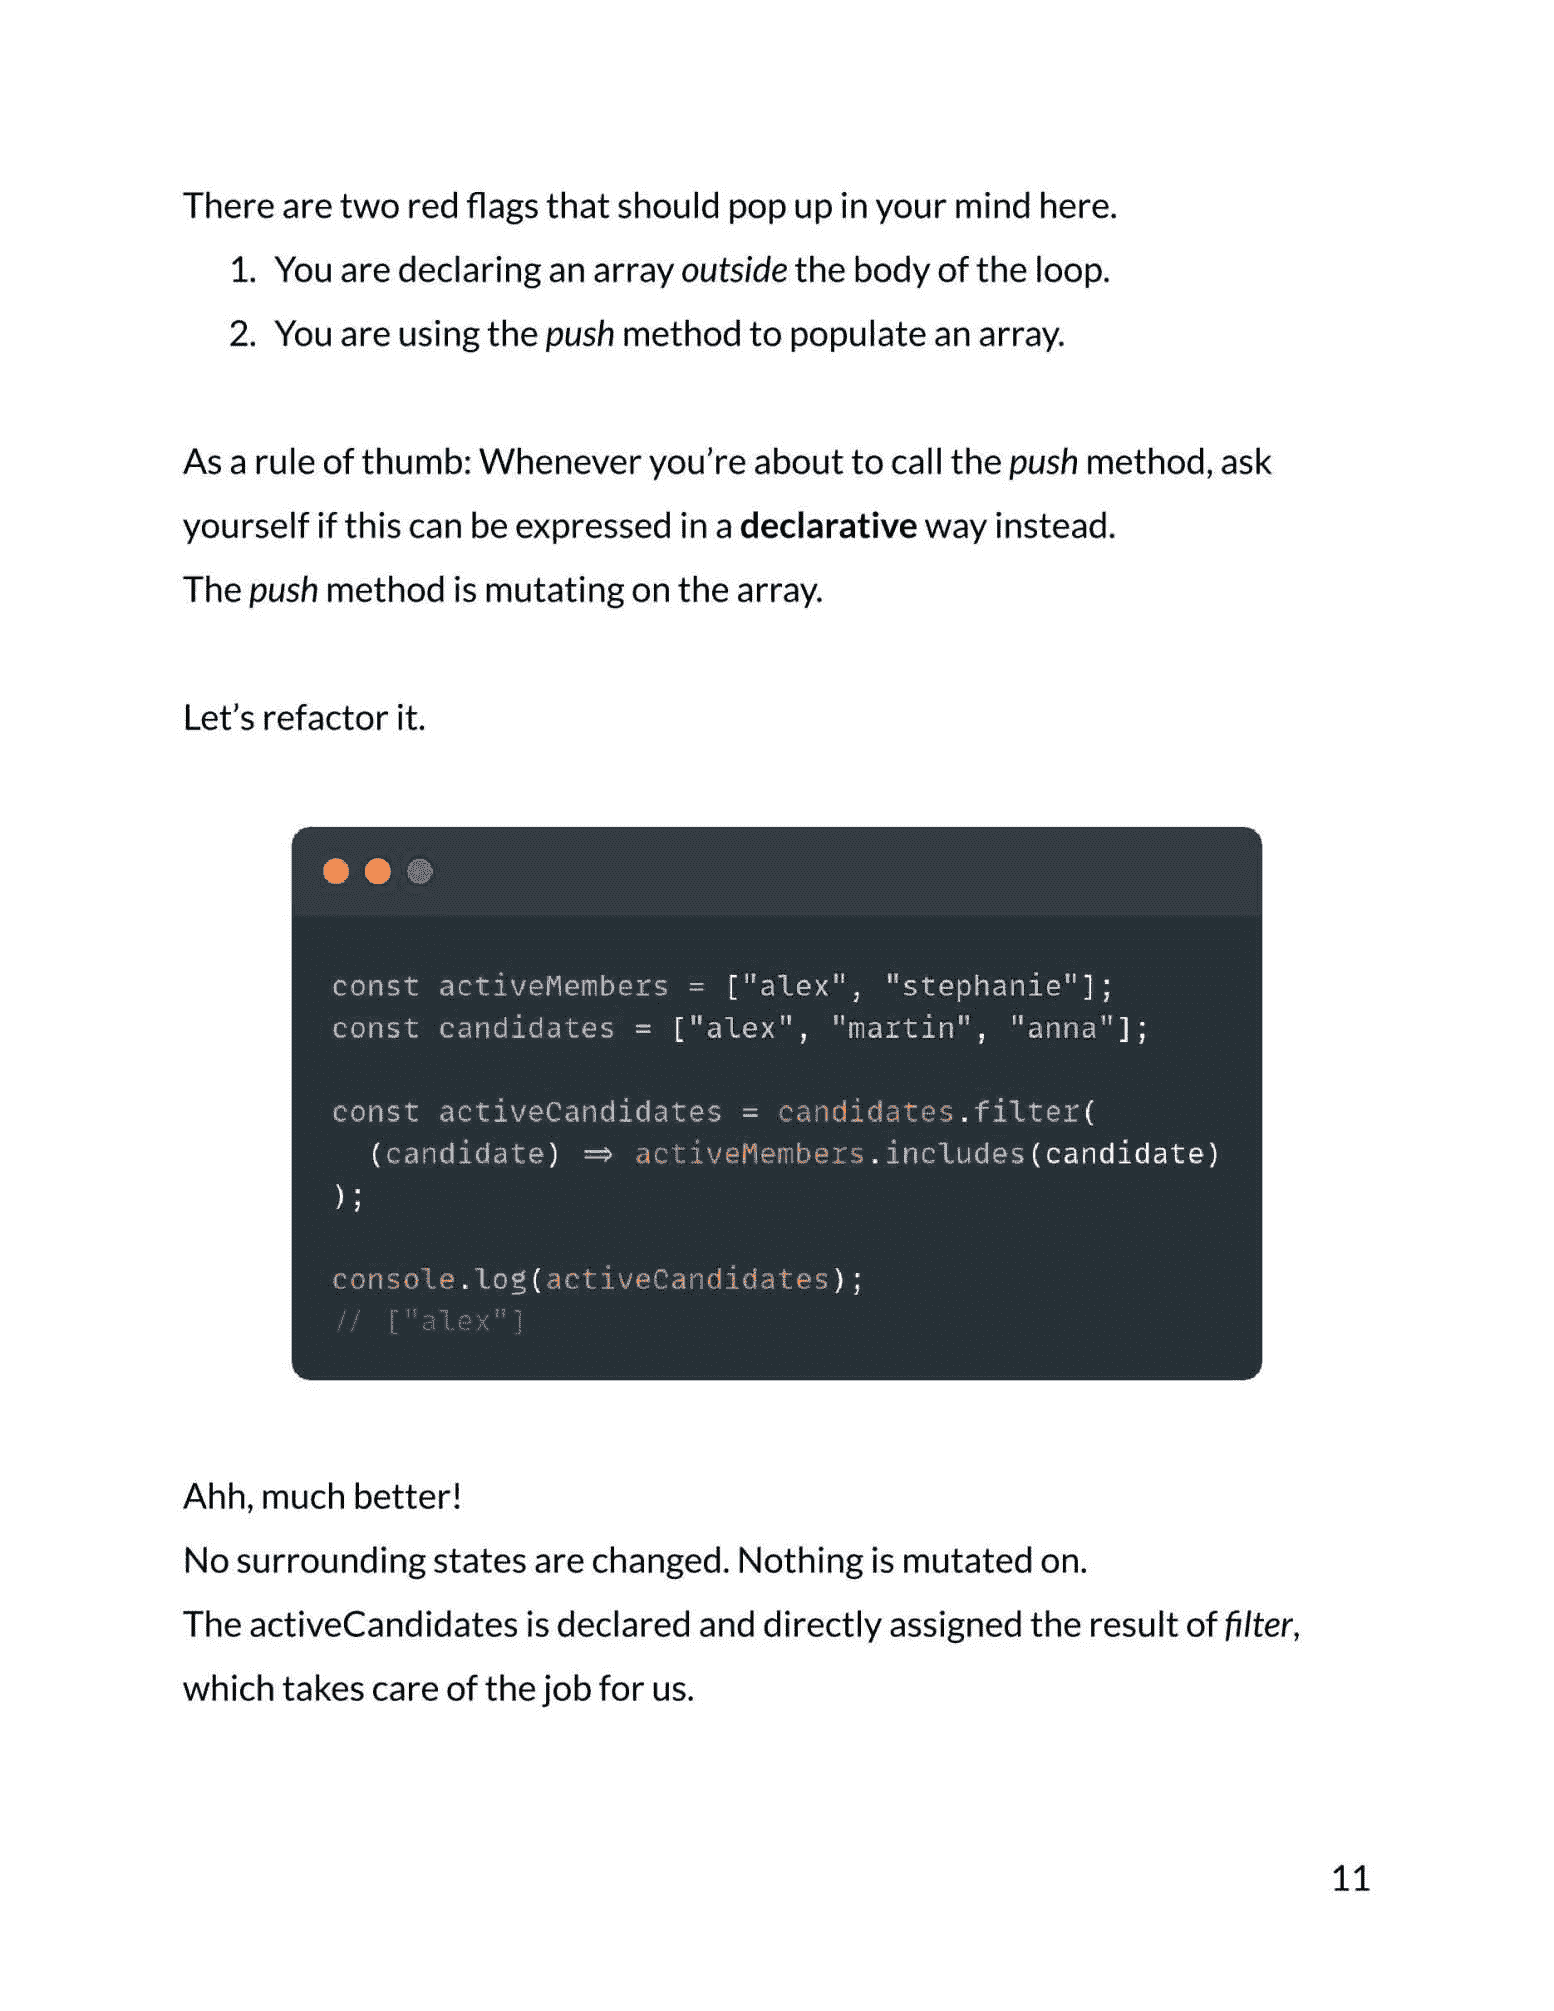 There are two red flags that should pop up in your mind here.
1. You are declaring an array outside the body of the loop.
2. You are using the push method to populate an array.
As a rule of thumb: Whenever you’re about to call the push method, ask
yourself if this can be expressed in a declarative way instead.
The push method is mutating on the array.
Let’s refactor it.
const activeMembers = ["alex", "stephanie"];
const candidates = ["alex", "martin", "anna"];
const activeCandidates = candidates.filter(
(candidate) => activeMembers.includes(candidate)
);
console.log(activeCandidates);
// ["alex"]
Ahh, much better!
No surrounding states are changed. Nothing is mutated on.
The activeCandidates is declared and directly assigned the result of filter,
which takes care of the job for us.
11